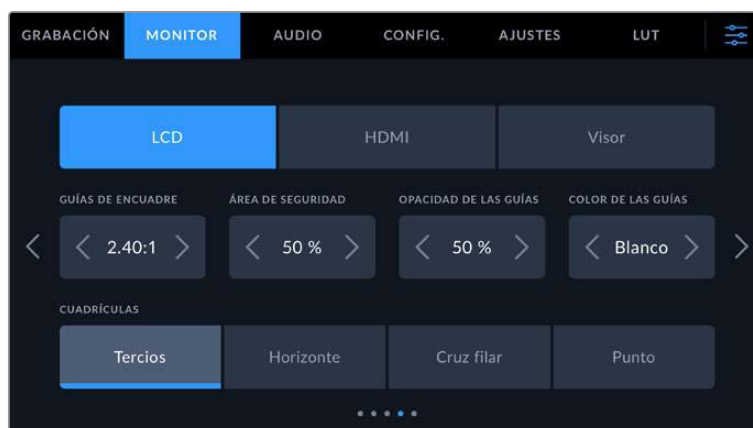 GRABACIÓN MONITOR AUDIO CONFIG. AJUSTES LUT
LCD HDMI Visor
GUÍAS DE ENCUADRE ÁREA DE SEGURIDAD OPACIDAD DE LAS GUÍAS COLOR DE LAS GUÍAS
2.40:1 50 % 50 % Blanco
CUADRÍCULAS
Tercios Horizonte Cruz filar Punto